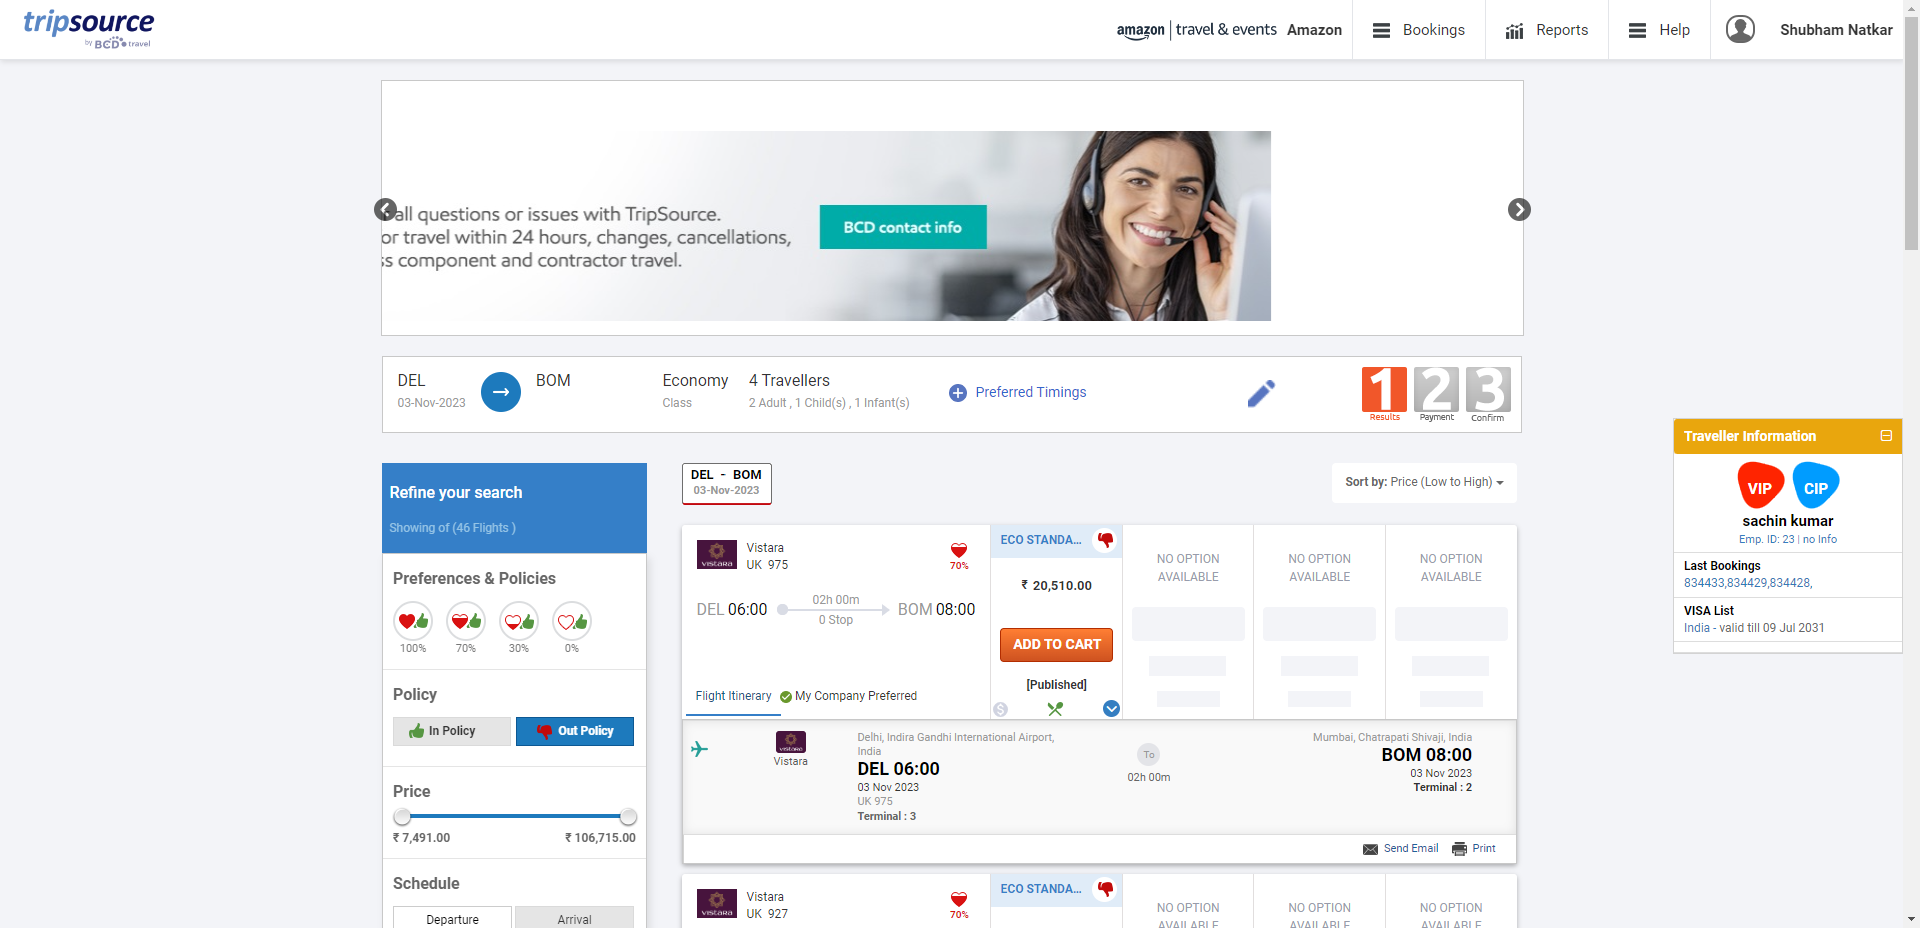 tripsource
by BCD travel
amazon travel & events Amazon
Bookings
Reports
Help
Shubham Natkar
all questions or issues with TripSource.
or travel within 24 hours, changes, cancellations,
ss component and contractor travel.
BCD contact info
DEL
03-Nov-2023
BOM
Economy
Class
4 Travellers
2 Adult , 1 Child(s) , 1 Infant(s)
Preferred Timings
1
Results
2
Payment
3
Confirm
Traveller Information
VIP
CIP
sachin kumar
Emp. ID: 23 | no Info
Last Bookings
834433,834429,834428,
VISA List
India - valid till 09 Jul 2031
Refine your search
Showing of (46 Flights )
Preferences & Policies
100% 70% 30% 0%
Policy
In Policy
Out Policy
Price
₹ 7,491.00 ₹ 106,715.00
Schedule
Departure Arrival
DEL - BOM
03-Nov-2023
Sort by: Price (Low to High)
Vistara
UK 975
70%
VISTARA
DEL 06:00
02h 00m
0 Stop
BOM 08:00
Flight Itinerary
My Company Preferred
ECO STANDA...
₹ 20,510.00
ADD TO CART
[Published]
NO OPTION
AVAILABLE
NO OPTION
AVAILABLE
NO OPTION
AVAILABLE
VISTARA
Vistara
Delhi, Indira Gandhi International Airport,
India
DEL 06:00
03 Nov 2023
UK 975
Terminal : 3
To
02h 00m
Mumbai, Chatrapati Shivaji, India
BOM 08:00
03 Nov 2023
Terminal : 2
Send Email
Print
VISTARA
Vistara
UK 927
70%
ECO STANDA...
NO OPTION
AVAILABLE
NO OPTION
AVAILABLE
NO OPTION
AVAILABLE